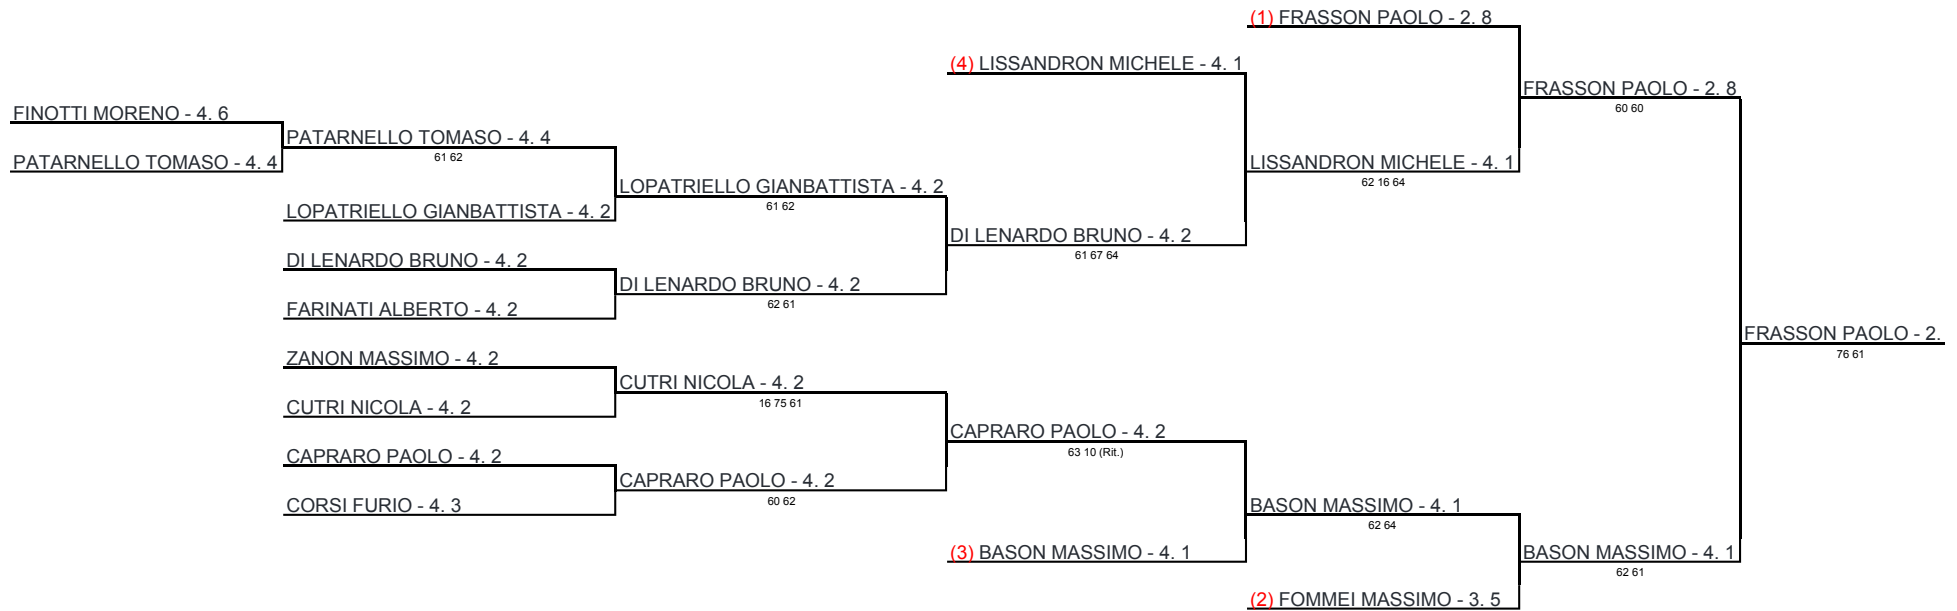 (1) FRASSON PAOLO - 2. 8
(4) LISSANDRON MICHELE - 4. 1
FRASSON PAOLO - 2. 8
60 60
FINOTTI MORENO - 4. 6
PATARNELLO TOMASO - 4. 4
61 62
PATARNELLO TOMASO - 4. 4
LISSANDRON MICHELE - 4. 1
62 16 64
LOPATRIELLO GIANBATTISTA - 4. 2
61 62
LOPATRIELLO GIANBATTISTA - 4. 2
DI LENARDO BRUNO - 4. 2
61 67 64
DI LENARDO BRUNO - 4. 2
DI LENARDO BRUNO - 4. 2
62 61
FARINATI ALBERTO - 4. 2
FRASSON PAOLO - 2.
76 61
ZANON MASSIMO - 4. 2
CUTRI NICOLA - 4. 2
16 75 61
CUTRI NICOLA - 4. 2
CAPRARO PAOLO - 4. 2
63 10 (Rit.)
CAPRARO PAOLO - 4. 2
CAPRARO PAOLO - 4. 2
60 62
CORSI FURIO - 4. 3
BASON MASSIMO - 4. 1
62 64
(3) BASON MASSIMO - 4. 1
BASON MASSIMO - 4. 1
62 61
(2) FOMMEI MASSIMO - 3. 5